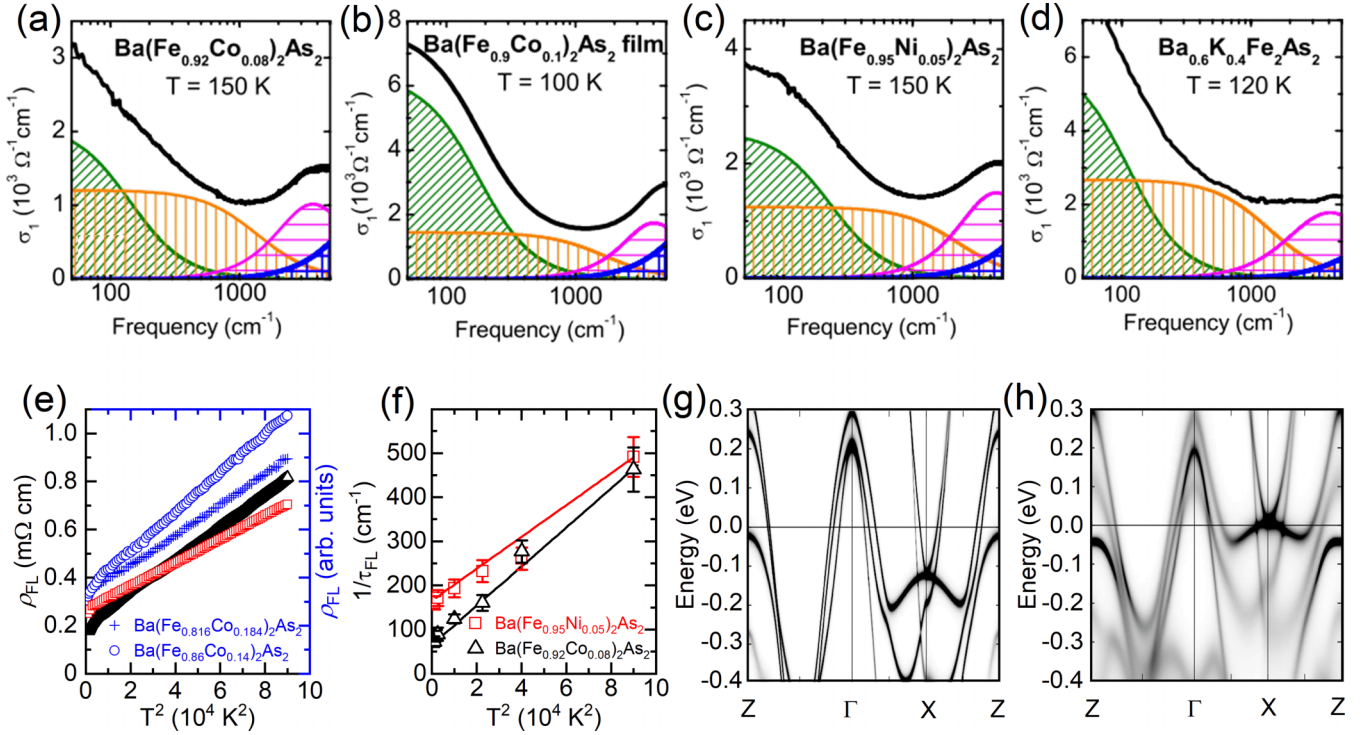 (a)
Ba(Fe0.92Co0.08)2As2
T = 150 K
3
2
1
0
σ1 (10³ Ω⁻¹cm⁻¹)
100
1000
Frequency (cm⁻¹)
(b)
Ba(Fe0.9Co0.1)2As2 film
T = 100 K
8
6
4
2
0
σ1 (10³ Ω⁻¹cm⁻¹)
100
1000
Frequency (cm⁻¹)
(c)
Ba(Fe0.95Ni0.05)2As2
T = 150 K
4
2
0
σ1 (10³ Ω⁻¹cm⁻¹)
100
1000
Frequency (cm⁻¹)
(d)
Ba0.6K0.4Fe2As2
T = 120 K
6
4
2
0
σ1 (10³ Ω⁻¹cm⁻¹)
100
1000
Frequency (cm⁻¹)
(e)
1.0
0.8
0.6
0.4
0.2
0
ρFL (mΩ cm)
ρFL (arb. units)
Ba(Fe0.816Co0.184)2As2
Ba(Fe0.86Co0.14)2As2
0 2 4 6 8 10
T² (10⁴ K²)
(f)
500
400
300
200
100
0
1/τFL (cm⁻¹)
Ba(Fe0.95Ni0.05)2As2
Ba(Fe0.92Co0.08)2As2
0 2 4 6 8 10
T² (10⁴ K²)
(g)
0.3
0.2
0.1
0.0
-0.1
-0.2
-0.3
-0.4
Energy (eV)
Z Γ X Z
(h)
0.3
0.2
0.1
0.0
-0.1
-0.2
-0.3
-0.4
Energy (eV)
Z Γ X Z